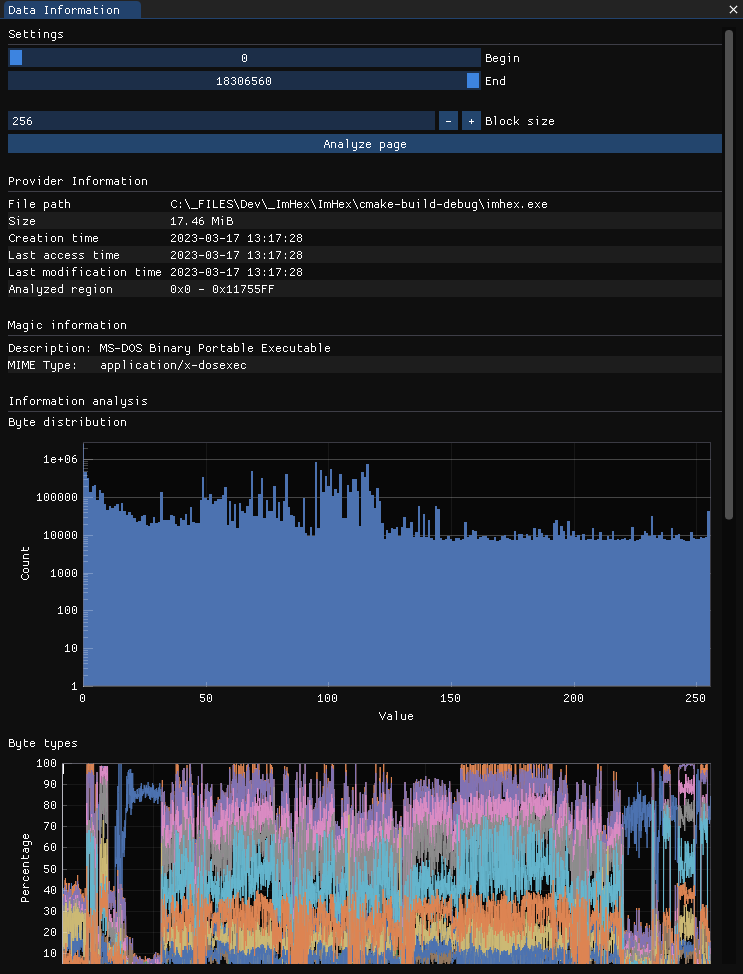 Data Information
Settings
0 Begin
18306560 End
256 - + Block size
Analyze page
Provider Information
File path C:\_FILES\Dev\_ImHex\ImHex\cmake-build-debug\imhex.exe
Size 17.46 MiB
Creation time 2023-03-17 13:17:28
Last access time 2023-03-17 13:17:28
Last modification time 2023-03-17 13:17:28
Analyzed region 0x0 - 0x11755FF
Magic information
Description: MS-DOS Binary Portable Executable
MIME Type: application/x-dosexec
Information analysis
Byte distribution
1e+06
100000
10000
1000
100
10
1
Count
0 50 100 150 200 250
Value
Byte types
100
90
80
70
60
50
40
30
20
10
Percentage